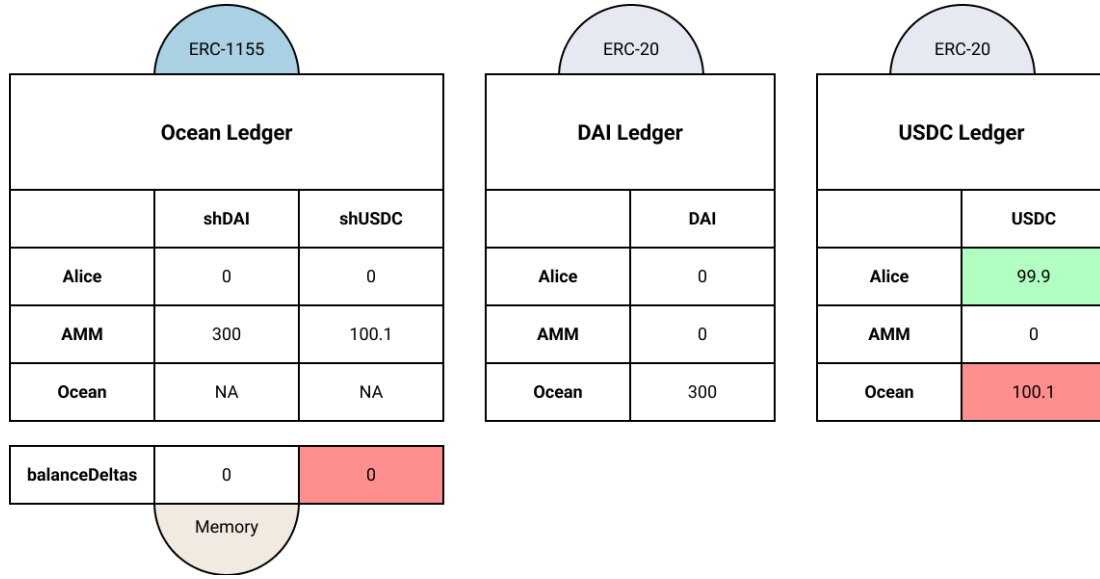 ERC-1155
Ocean Ledger
shDAI shUSDC
Alice 0 0
AMM 300 100.1
Ocean NA NA
balanceDeltas 0 0
Memory
ERC-20
DAI Ledger
DAI
Alice 0
AMM 0
Ocean 300
ERC-20
USDC Ledger
USDC
Alice 99.9
AMM 0
Ocean 100.1